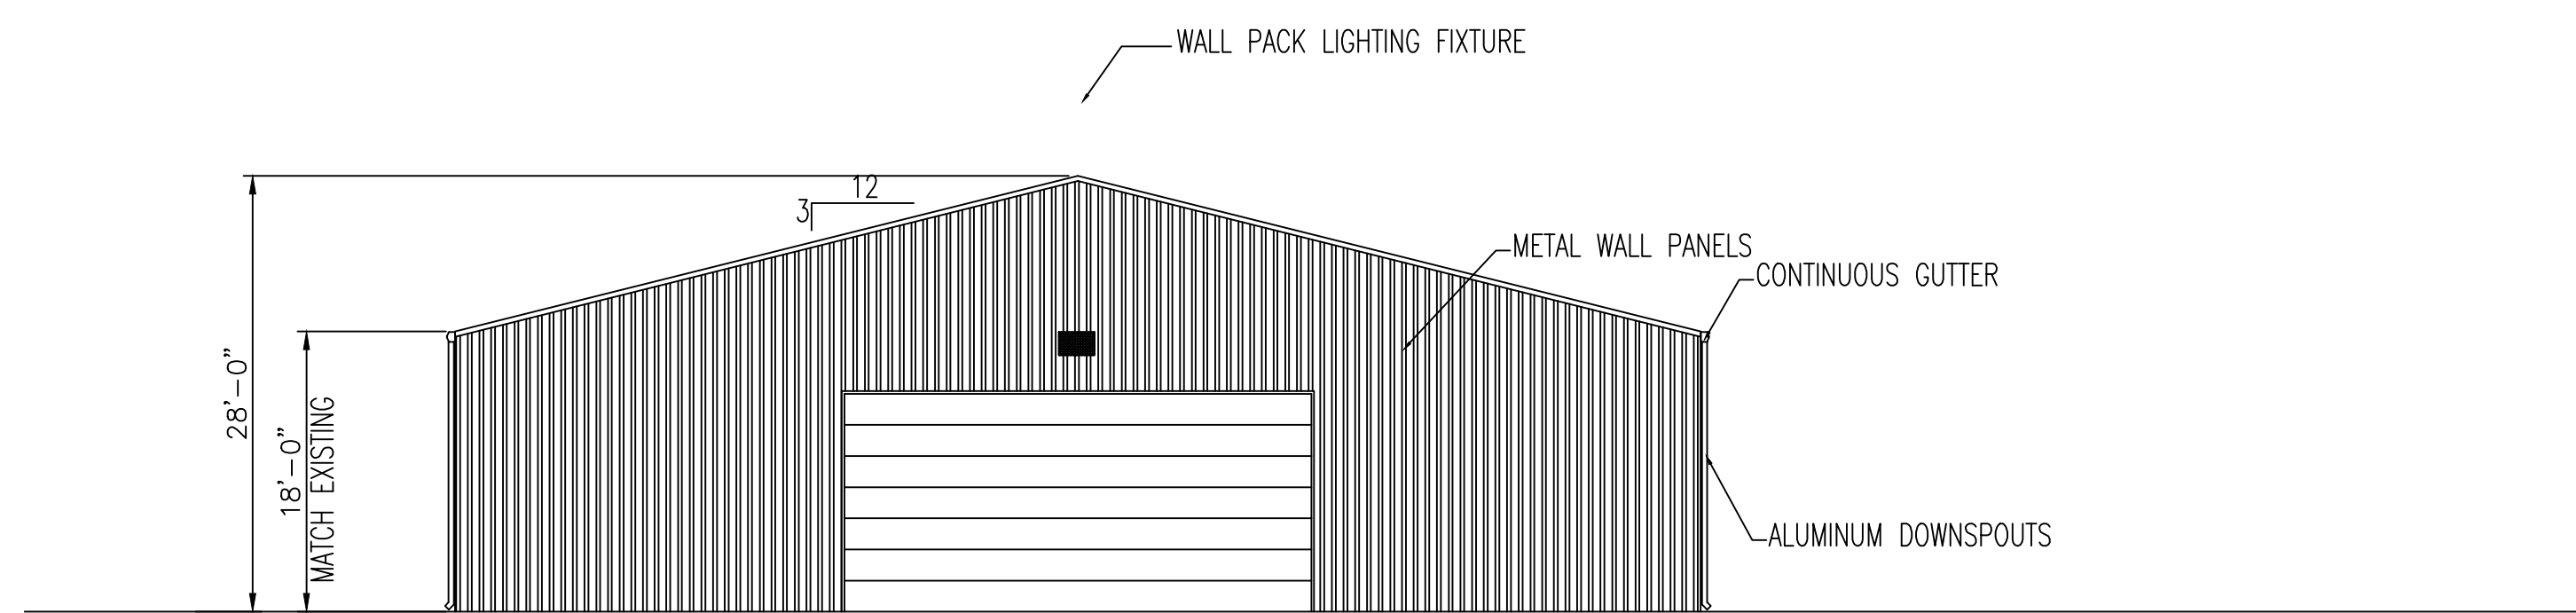 WALL PACK LIGHTING FIXTURE
12
3
METAL WALL PANELS
CONTINUOUS GUTTER
28'-0"
18'-0"
MATCH EXISTING
ALUMINUM DOWNSPOUTS